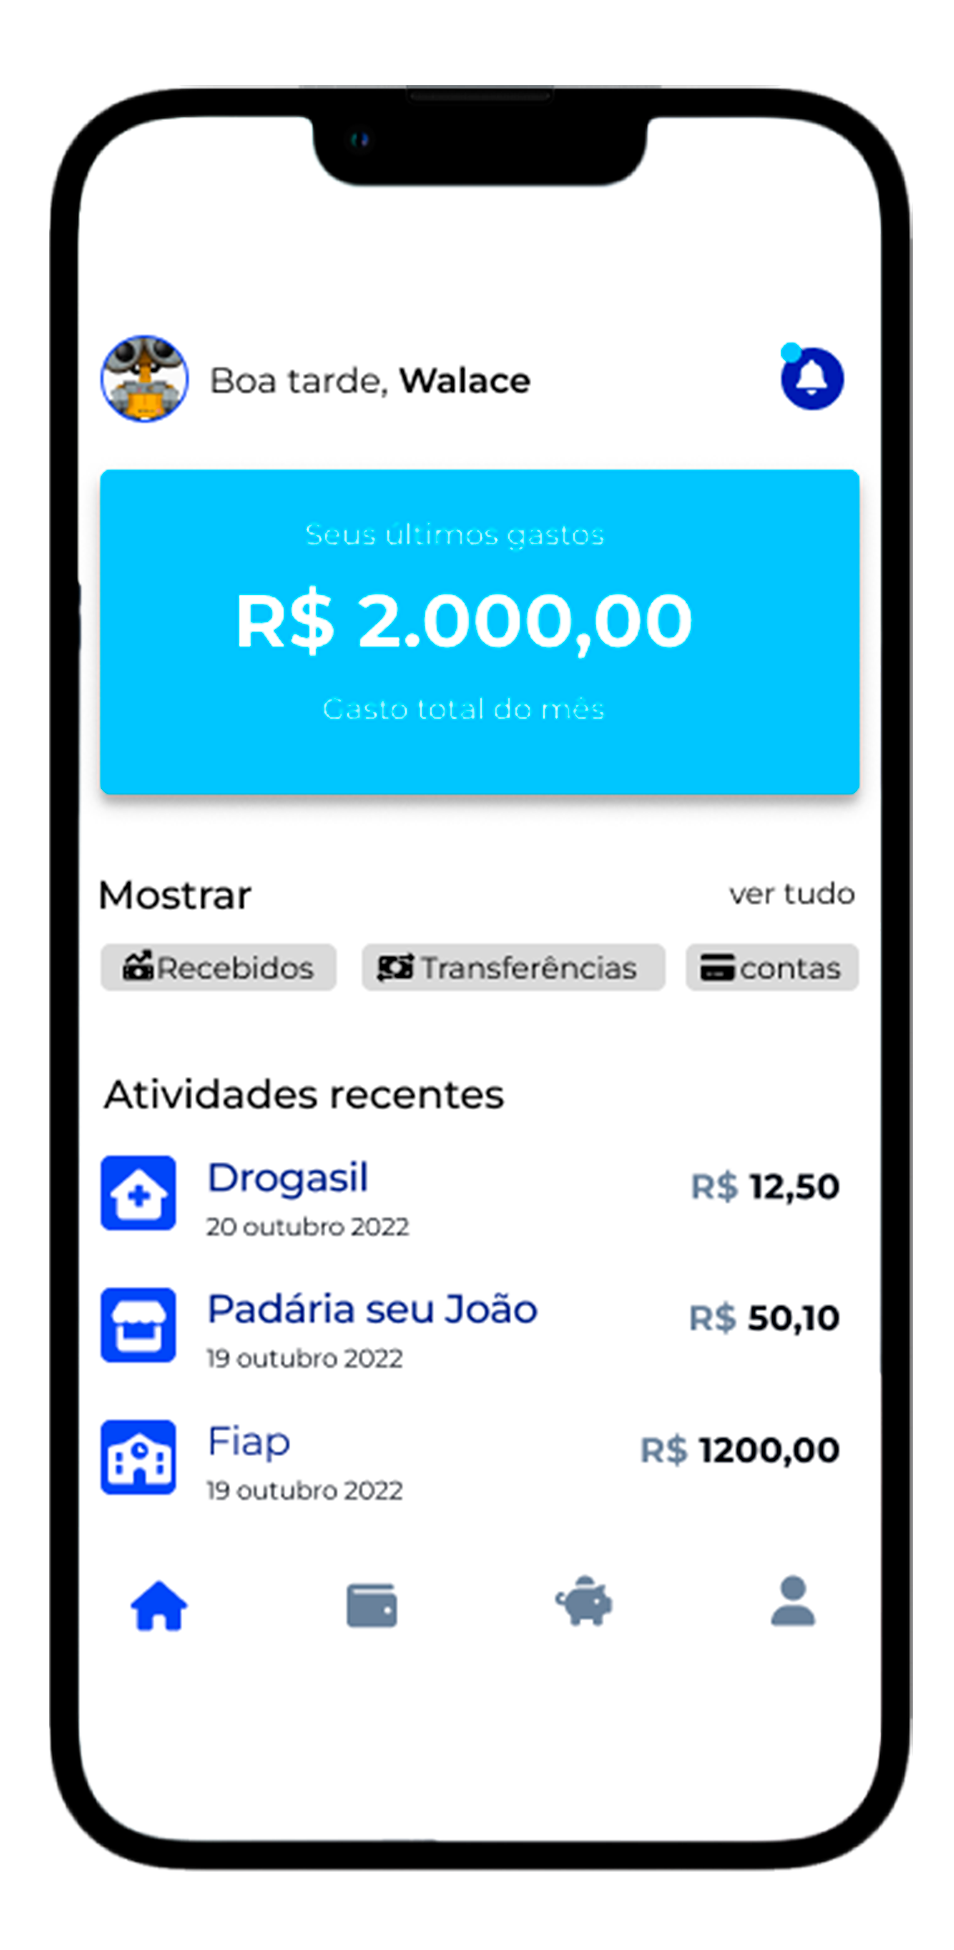 Boa tarde, Walace
Seus últimos gastos
R$ 2.000,00
Gasto total do mês
Mostrar
ver tudo
Recebidos
Transferências
contas
Atividades recentes
Drogasil
R$ 12,50
20 outubro 2022
Padária seu João
R$ 50,10
19 outubro 2022
Fiap
R$ 1200,00
19 outubro 2022